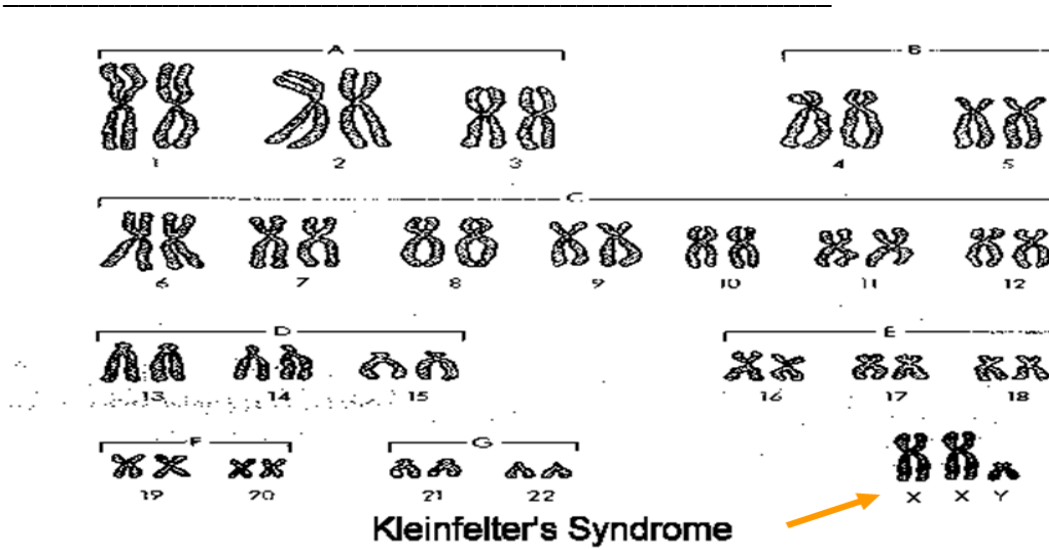 A B
1 2 3 4 5
C
6 7 8 9 10 11 12
D E
13 14 15 16 17 18
F G
19 20 21 22 X X Y
Kleinfelter's Syndrome